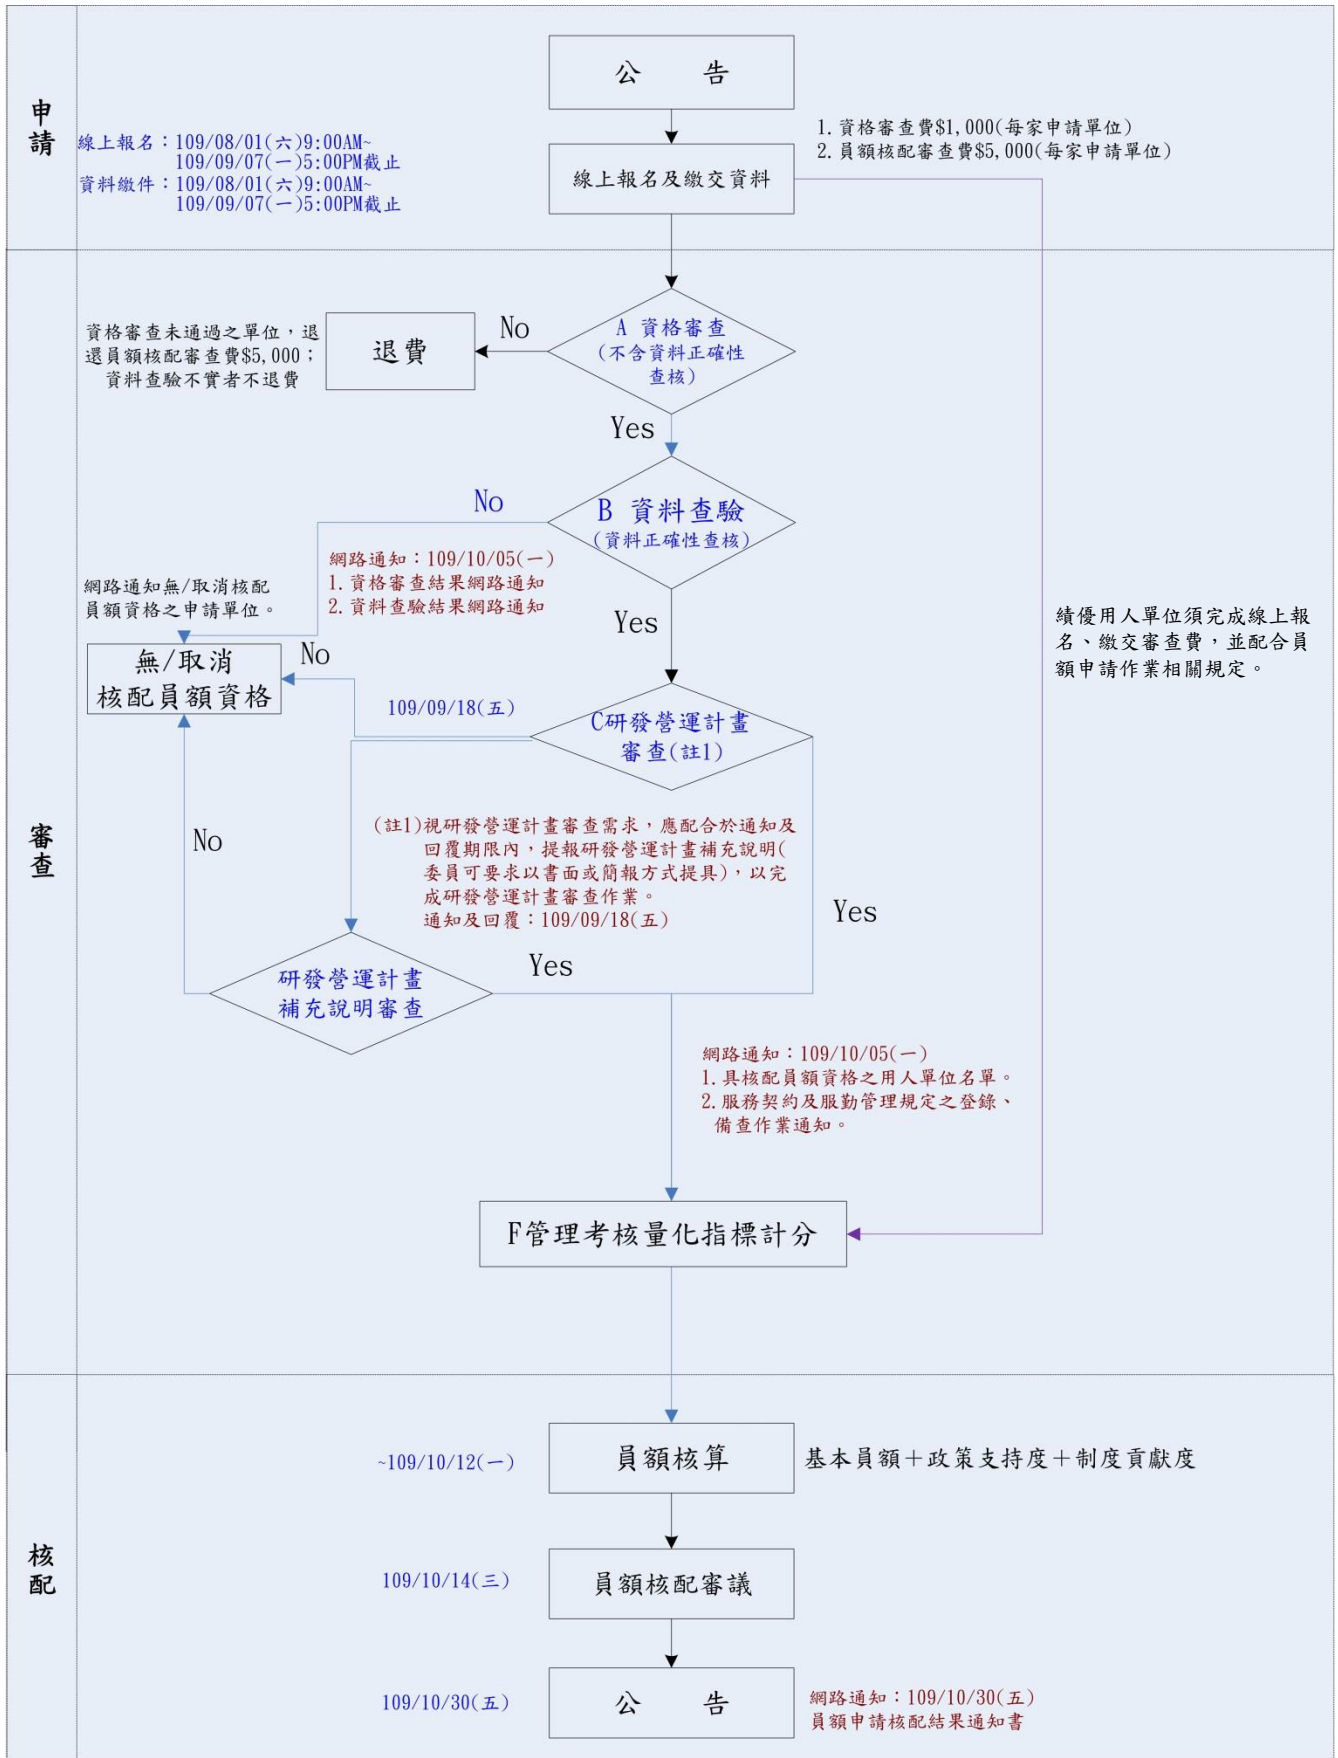 申請
公 告
1.資格審查費$1,000(每家申請單位)
2.員額核配審查費$5,000(每家申請單位)
線上報名：109/08/01(六)9:00AM~
109/09/07(一)5:00PM截止
資料繳件：109/08/01(六)9:00AM~
109/09/07(一)5:00PM截止
線上報名及繳交資料
審查
資格審查未通過之單位，退
還員額核配審查費$5,000；
資料查驗不實者不退費
退費
No
A 資格審查
(不含資料正確性
查核)
Yes
No
B 資料查驗
(資料正確性查核)
網路通知：109/10/05(一)
1.資格審查結果網路通知
2.資料查驗結果網路通知
網路通知無/取消核配
員額資格之申請單位。
Yes
績優用人單位須完成線上報
名、繳交審查費，並配合員
額申請作業相關規定。
無/取消
核配員額資格
No
109/09/18(五)
C研發營運計畫
審查(註1)
No
(註1)視研發營運計畫審查需求，應配合於通知及
回覆期限內，提報研發營運計畫補充說明(
委員可要求以書面或簡報方式提具)，以完
成研發營運計畫審查作業。
通知及回覆：109/09/18(五)
Yes
研發營運計畫
補充說明審查
Yes
網路通知：109/10/05(一)
1.具核配員額資格之用人單位名單。
2.服務契約及服勤管理規定之登錄、
備查作業通知。
F管理考核量化指標計分
核配
~109/10/12(一)
員額核算
基本員額＋政策支持度＋制度貢獻度
109/10/14(三)
員額核配審議
109/10/30(五)
公 告
網路通知：109/10/30(五)
員額申請核配結果通知書